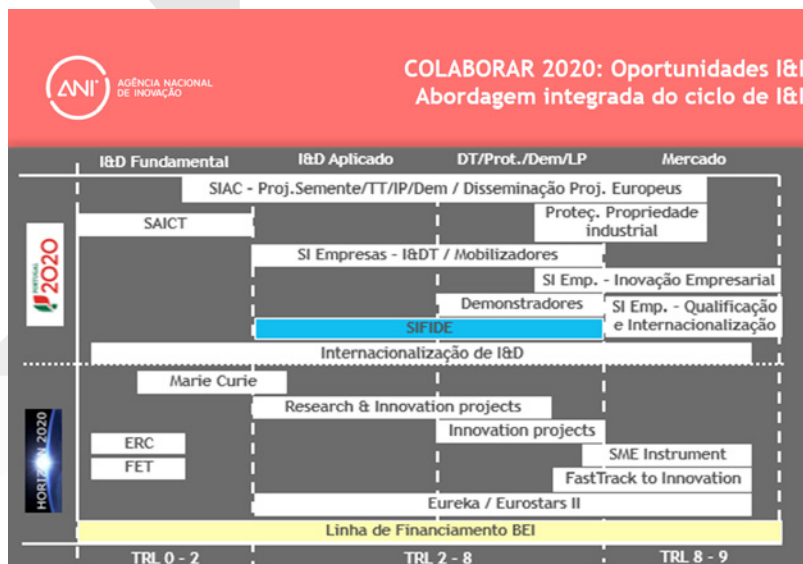 ANI
AGÊNCIA NACIONAL
DE INOVAÇÃO
COLABORAR 2020: Oportunidades I&I
Abordagem integrada do ciclo de I&I
I&D Fundamental
I&D Aplicado
DT/Prot./Dem/LP
Mercado
SIAC - Proj.Semente/TT/IP/Dem / Disseminação Proj. Europeus
SAICT
Proteç. Propriedade
industrial
SI Empresas - I&DT / Mobilizadores
SI Emp. - Inovação Empresarial
Demonstradores
SI Emp. - Qualificação
e Internacionalização
SIFIDE
Internacionalização de I&D
PORTUGAL
2020
Marie Curie
Research & Innovation projects
Innovation projects
ERC
SME Instrument
FET
FastTrack to Innovation
Eureka / Eurostars II
HORIZON 2020
Linha de Financiamento BEI
TRL 0 - 2
TRL 2 - 8
TRL 8 - 9